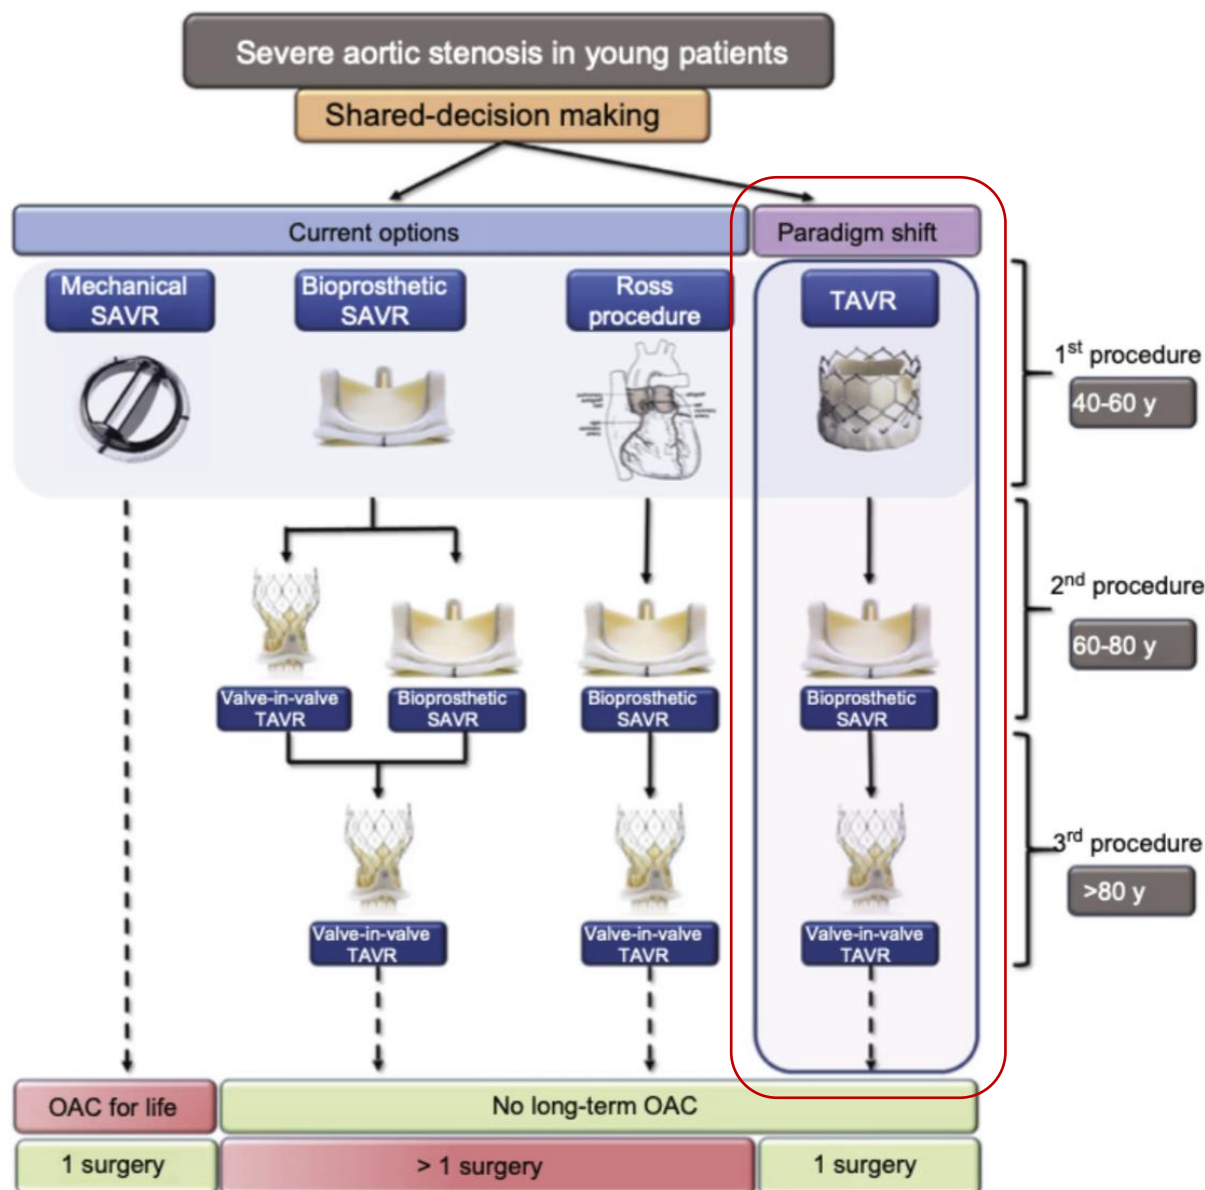 Severe aortic stenosis in young patients
Shared-decision making
Current options
Paradigm shift
Mechanical
SAVR
Bioprosthetic
SAVR
Ross
procedure
TAVR
1st procedure
40-60 y
2nd procedure
60-80 y
Valve-in-valve
TAVR
Bioprosthetic
SAVR
Bioprosthetic
SAVR
Bioprosthetic
SAVR
3rd procedure
>80 y
Valve-in-valve
TAVR
Valve-in-valve
TAVR
Valve-in-valve
TAVR
OAC for life
No long-term OAC
1 surgery
> 1 surgery
1 surgery